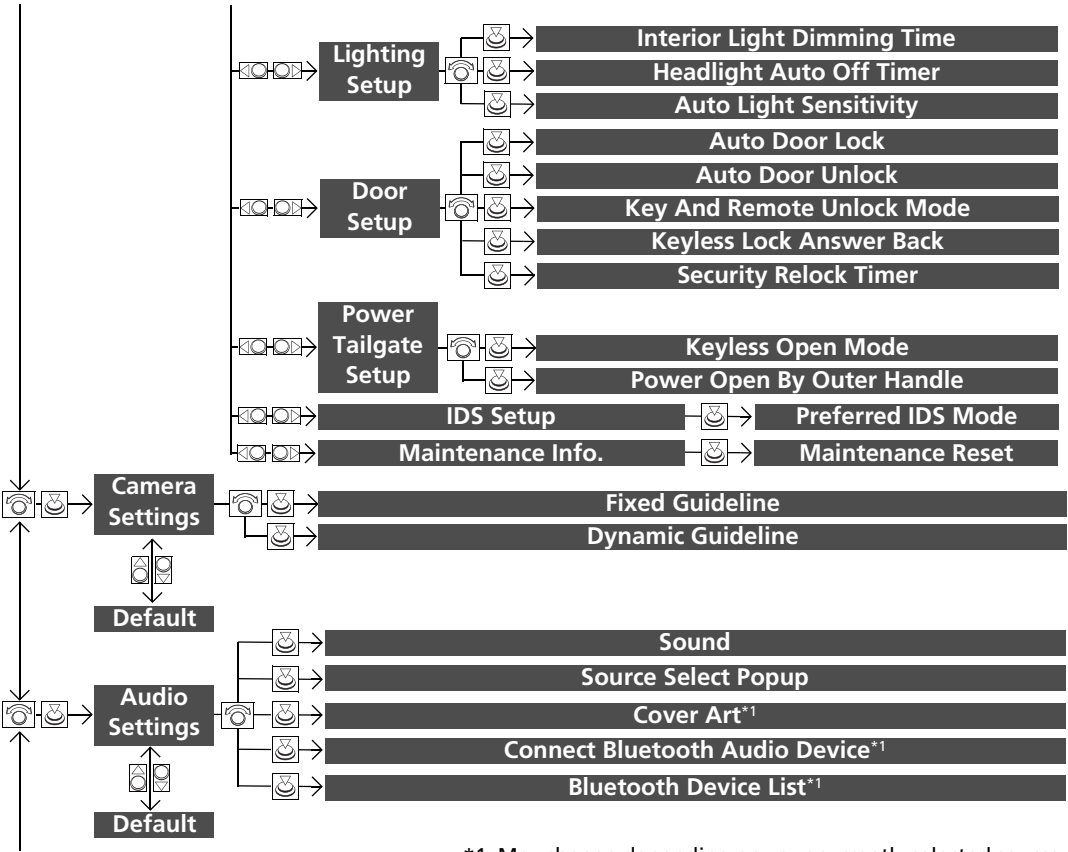 Lighting
Setup
Interior Light Dimming Time
Headlight Auto Off Timer
Auto Light Sensitivity
Door
Setup
Auto Door Lock
Auto Door Unlock
Key And Remote Unlock Mode
Keyless Lock Answer Back
Security Relock Timer
Power
Tailgate
Setup
Keyless Open Mode
Power Open By Outer Handle
IDS Setup
Preferred IDS Mode
Maintenance Info.
Maintenance Reset
Camera
Settings
Fixed Guideline
Dynamic Guideline
Default
Audio
Settings
Sound
Source Select Popup
Cover Art*1
Connect Bluetooth Audio Device*1
Bluetooth Device List*1
Default